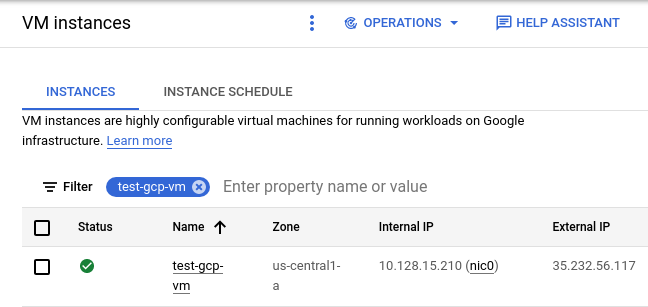 VM instances
OPERATIONS
HELP ASSISTANT
INSTANCES
INSTANCE SCHEDULE
VM instances are highly configurable virtual machines for running workloads on Google
infrastructure. Learn more
Filter
test-gcp-vm
Enter property name or value
Status
Name
Zone
Internal IP
External IP
test-gcp-
vm
us-central1-
a
10.128.15.210 (nic0)
35.232.56.117